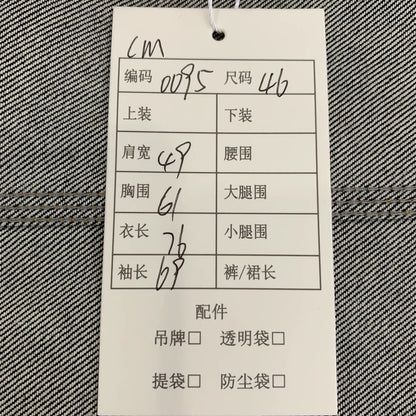 CM
编码 0095 尺码 46
上装 下装
肩宽 49 腰围
胸围 61 大腿围
衣长 76 小腿围
袖长 69 裤/裙长
配件
吊牌□ 透明袋□
提袋□ 防尘袋□